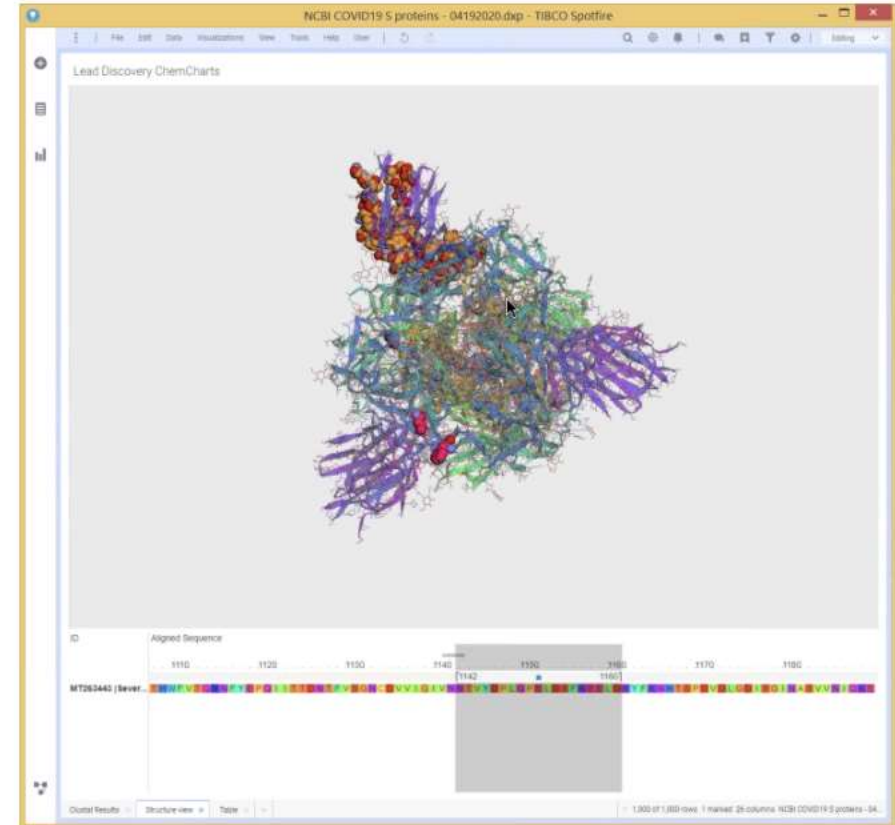 NCBI COVID19 S proteins - 04192020.dxp - TIBCO Spotfire
File Edit Data Visualizations View Tools Help User Editing
Lead Discovery ChemCharts
ID Aligned Sequence
1110 1120 1130 1140 1150 1160 1170 1180
1142 1160
MT263443 |Sever...
Clustal Results Structure view Table 1,000 of 1,000 rows 1 marked 26 columns NCBI COVID19 S proteins - 04...